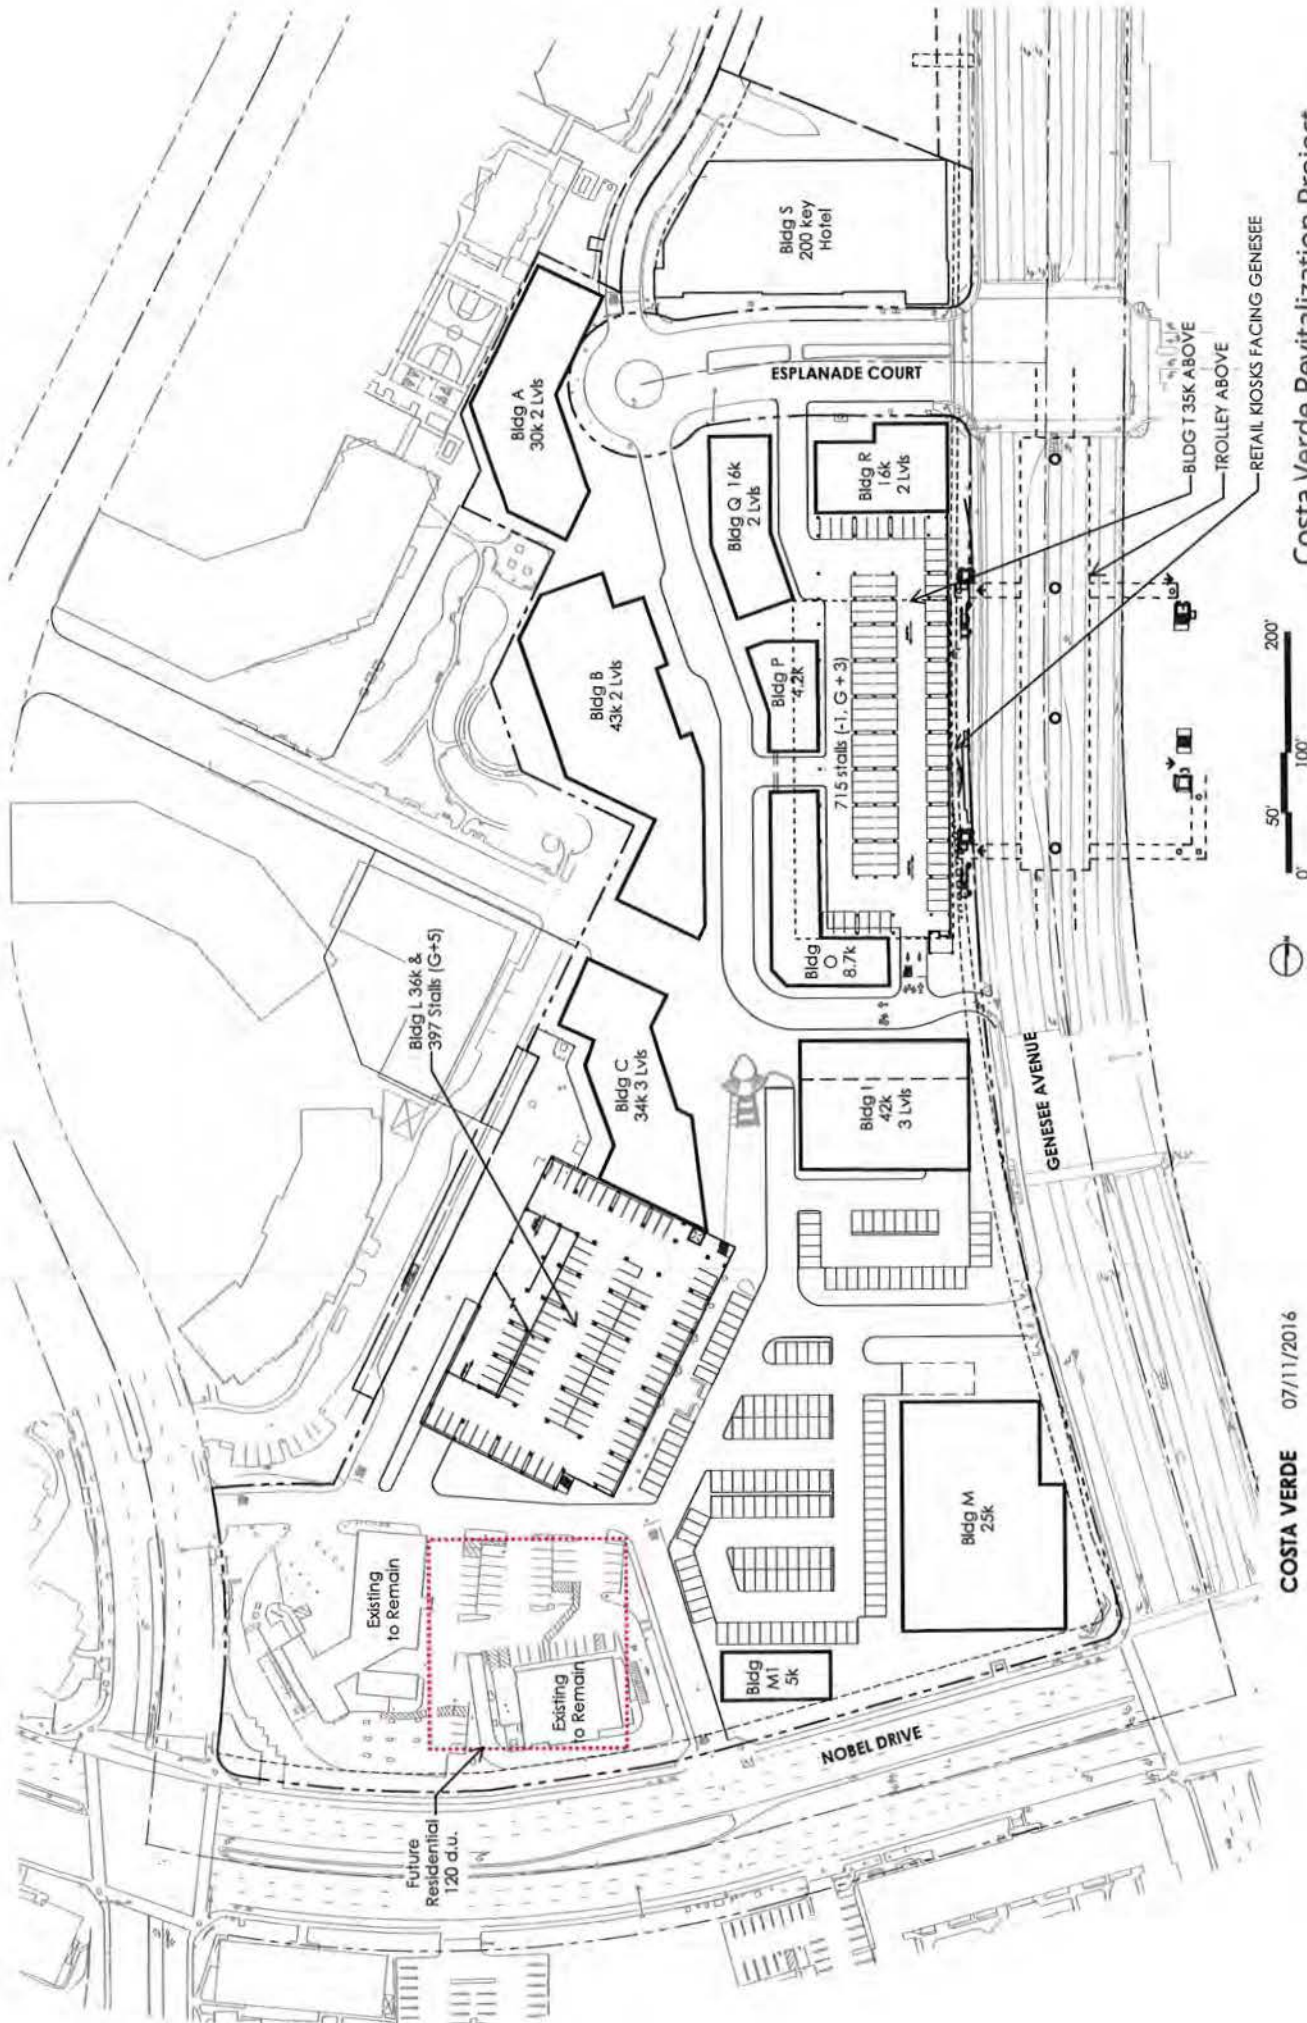 Bldg A
30k 2 Lvls
Bldg S
200 key
Hotel
ESPLANADE COURT
Bldg B
43k 2 Lvls
Bldg Q 16k
2 Lvls
Bldg R
16k
2 Lvls
Bldg P
4.2K
715 stalls (-1, G + 3)
Bldg
O
8.7k
BLDG T 35K ABOVE
TROLLEY ABOVE
RETAIL KIOSKS FACING GENESEE
Bldg L 36k &
397 Stalls (G+5)
Bldg C
34k 3 Lvls
Bldg I
42k
3 Lvls
GENESEE AVENUE
Bldg M
25k
Bldg
M1
5k
Existing
to Remain
Existing
to Remain
Future
Residential
120 d.u.
NOBEL DRIVE
COSTA VERDE 07/11/2016
0' 50' 100' 200'
Costa Verde Revitalization Project